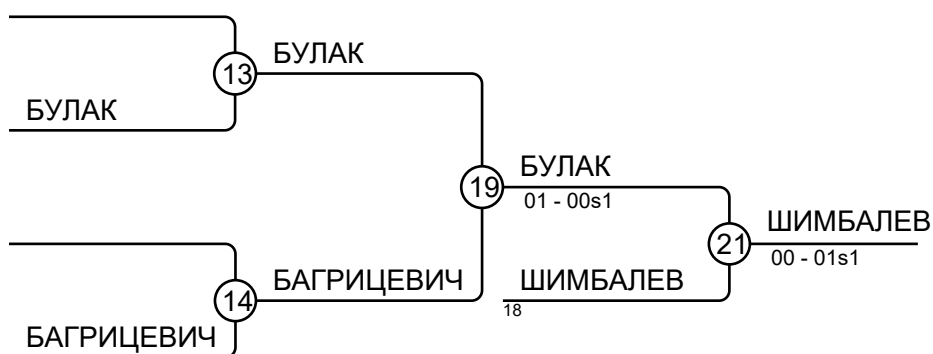 13
БУЛАК
БУЛАК
19
БУЛАК
01 - 00s1
21
ШИМБАЛЕВ
00 - 01s1
ШИМБАЛЕВ
18
14
БАГРИЦЕВИЧ
БАГРИЦЕВИЧ